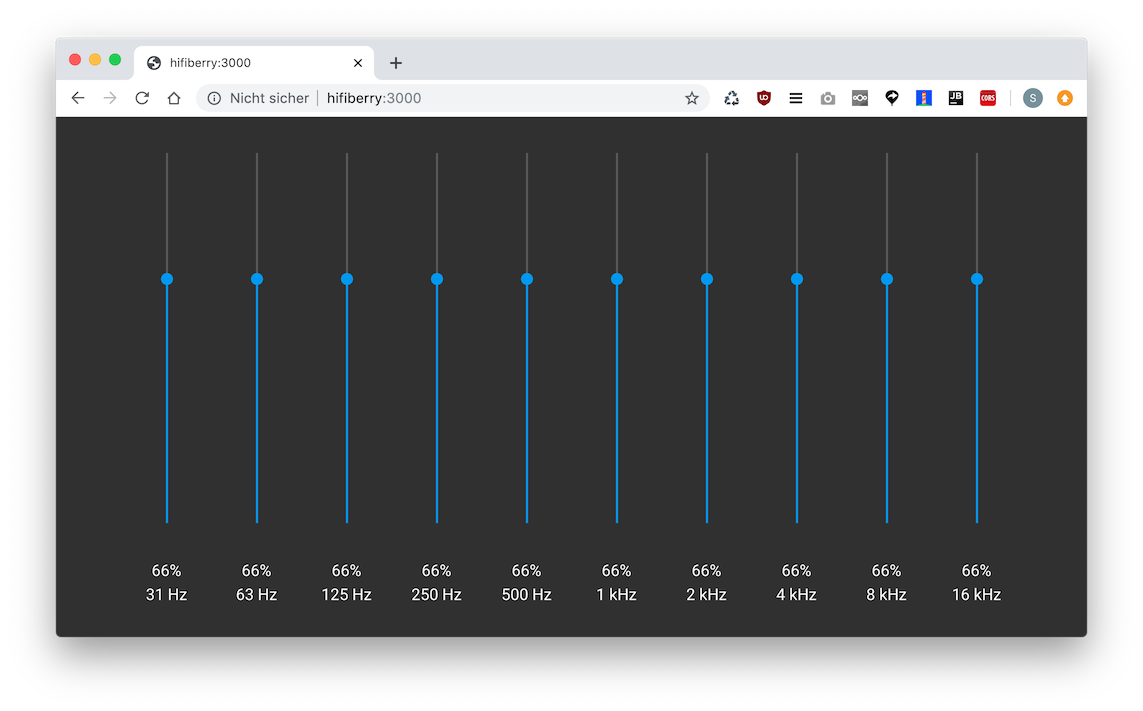 hifiberry:3000
Nicht sicher hifiberry:3000
UO JB CORS S
66% 66% 66% 66% 66% 66% 66% 66% 66% 66%
31 Hz 63 Hz 125 Hz 250 Hz 500 Hz 1 kHz 2 kHz 4 kHz 8 kHz 16 kHz